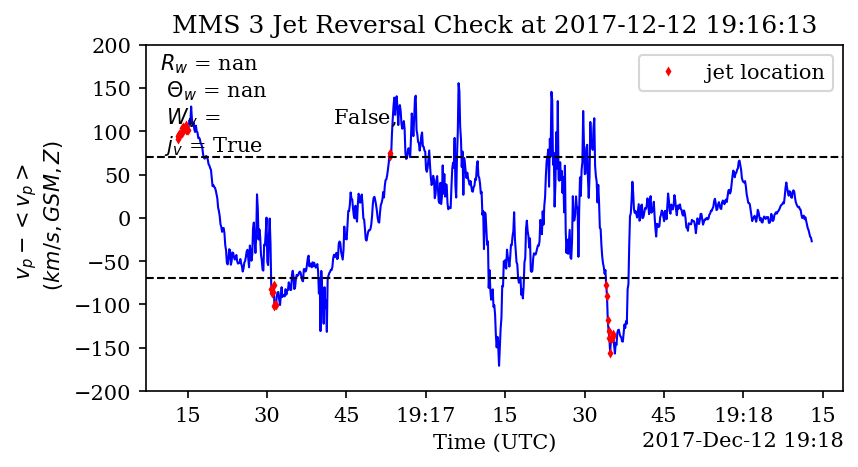 MMS 3 Jet Reversal Check at 2017-12-12 19:16:13
R_w = nan
Θ_w = nan
W_v = False,
j_v = True
jet location
v_p − < v_p >
(km/s, GSM, Z)
200
150
100
50
0
−50
−100
−150
−200
15 30 45 19:17 15 30 45 19:18 15
Time (UTC)
2017-Dec-12 19:18